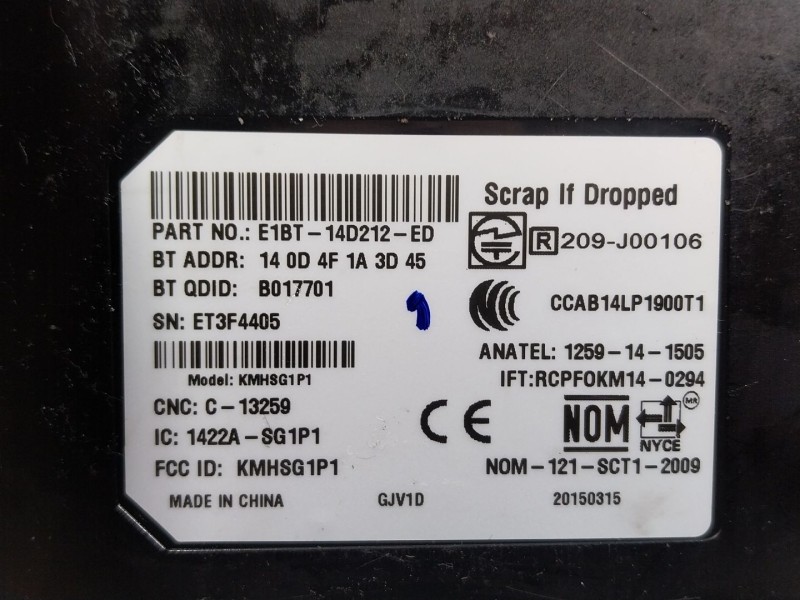 Scrap If Dropped
PART NO.: E1BT-14D212-ED
R 209-J00106
BT ADDR: 14 0D 4F 1A 3D 45
BT QDID: B017701
CCAB14LP1900T1
SN: ET3F4405
ANATEL: 1259-14-1505
Model: KMHSG1P1
IFT:RCPFOKM14-0294
CNC: C-13259
CE
NOM
MR
NYCE
IC: 1422A-SG1P1
FCC ID: KMHSG1P1
NOM-121-SCT1-2009
MADE IN CHINA
GJV1D
20150315